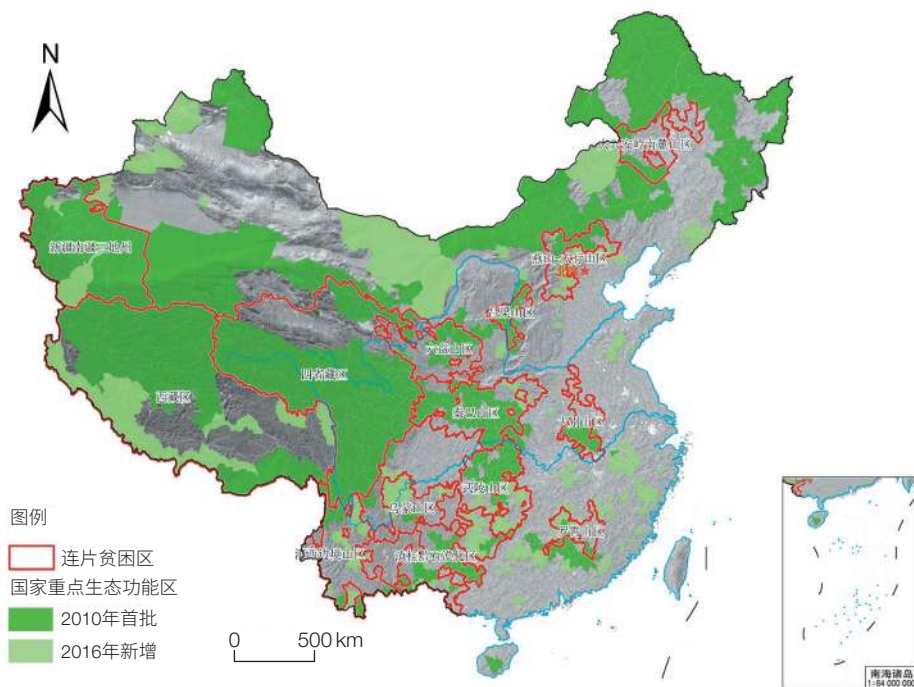 N
大兴安岭南麓山区
新疆南疆三地州
燕山-太行山区
北京
吕梁山区
六盘山区
四省藏区
西藏区
秦巴山区
大别山区
武陵山区
乌蒙山区
罗霄山区
滇西边境山区
滇桂黔石漠化区
图例
连片贫困区
国家重点生态功能区
2010年首批
2016年新增
0 500 km
南海诸岛
1:64 000 000